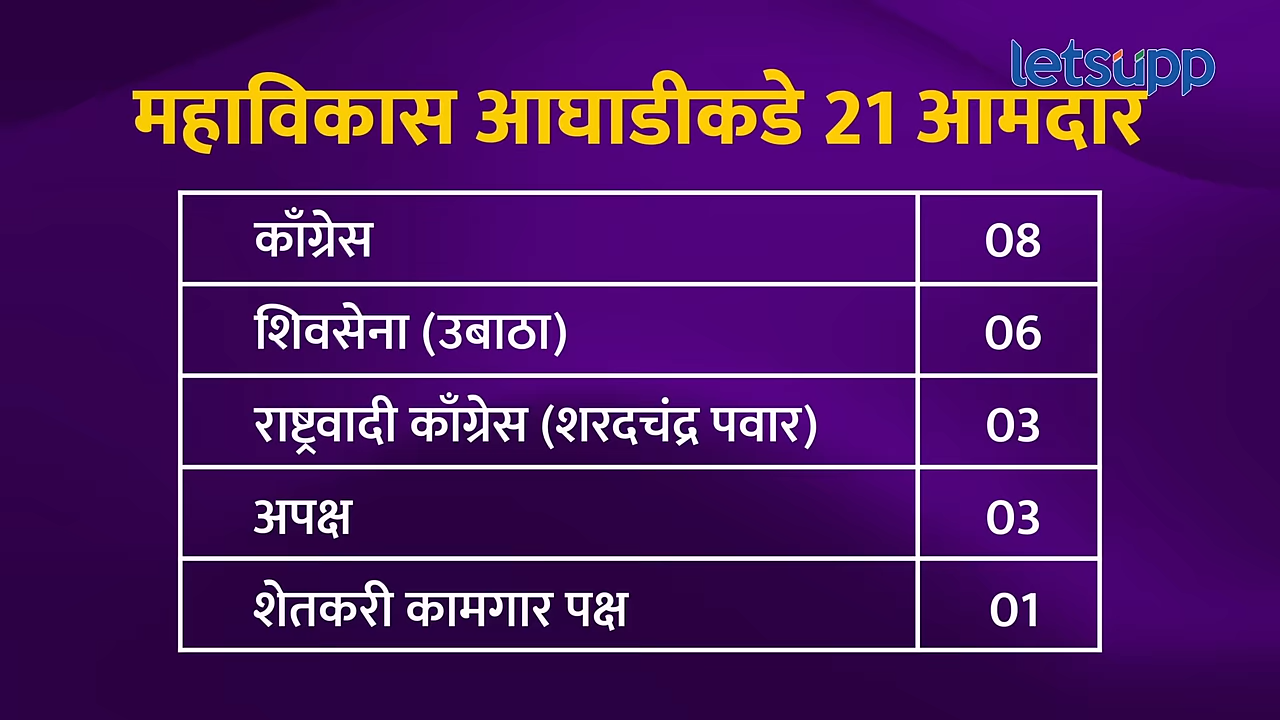 letsupp
महाविकास आघाडीकडे 21 आमदार
काँग्रेस 08
शिवसेना (उबाठा) 06
राष्ट्रवादी काँग्रेस (शरदचंद्र पवार) 03
अपक्ष 03
शेतकरी कामगार पक्ष 01